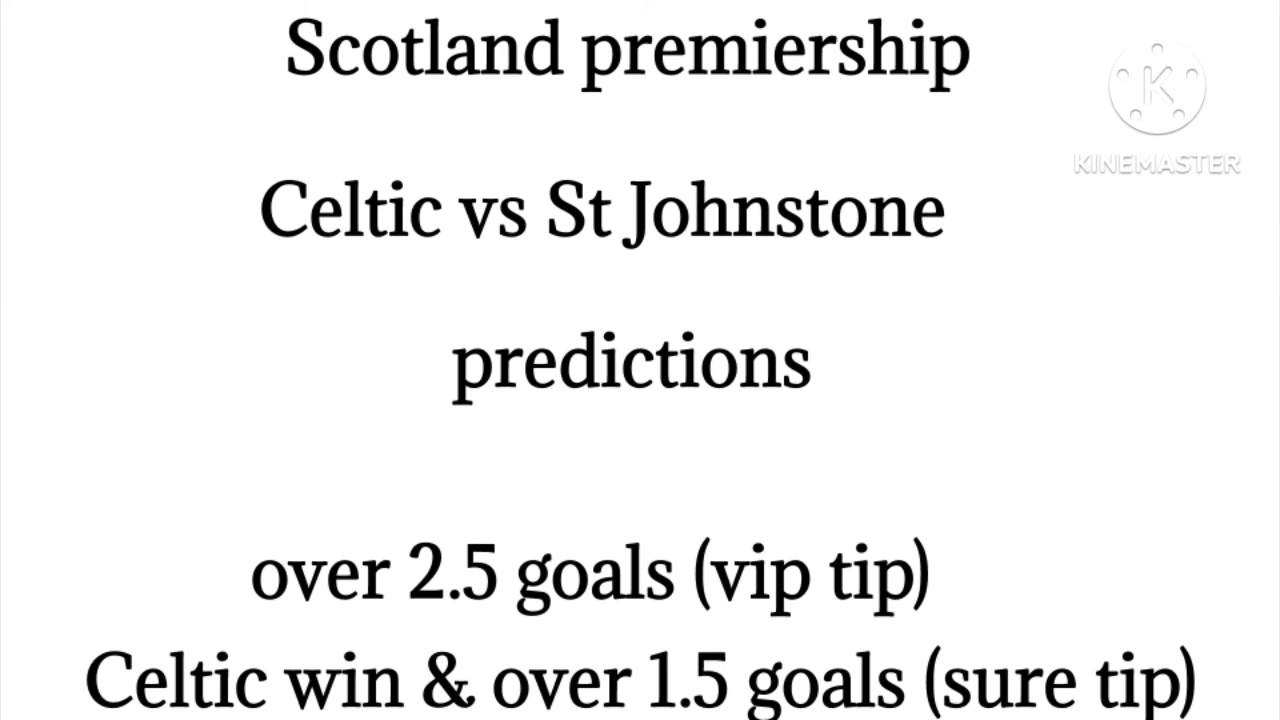 Scotland premiership
K
KINEMASTER
Celtic vs St Johnstone
predictions
over 2.5 goals (vip tip)
Celtic win & over 1.5 goals (sure tip)